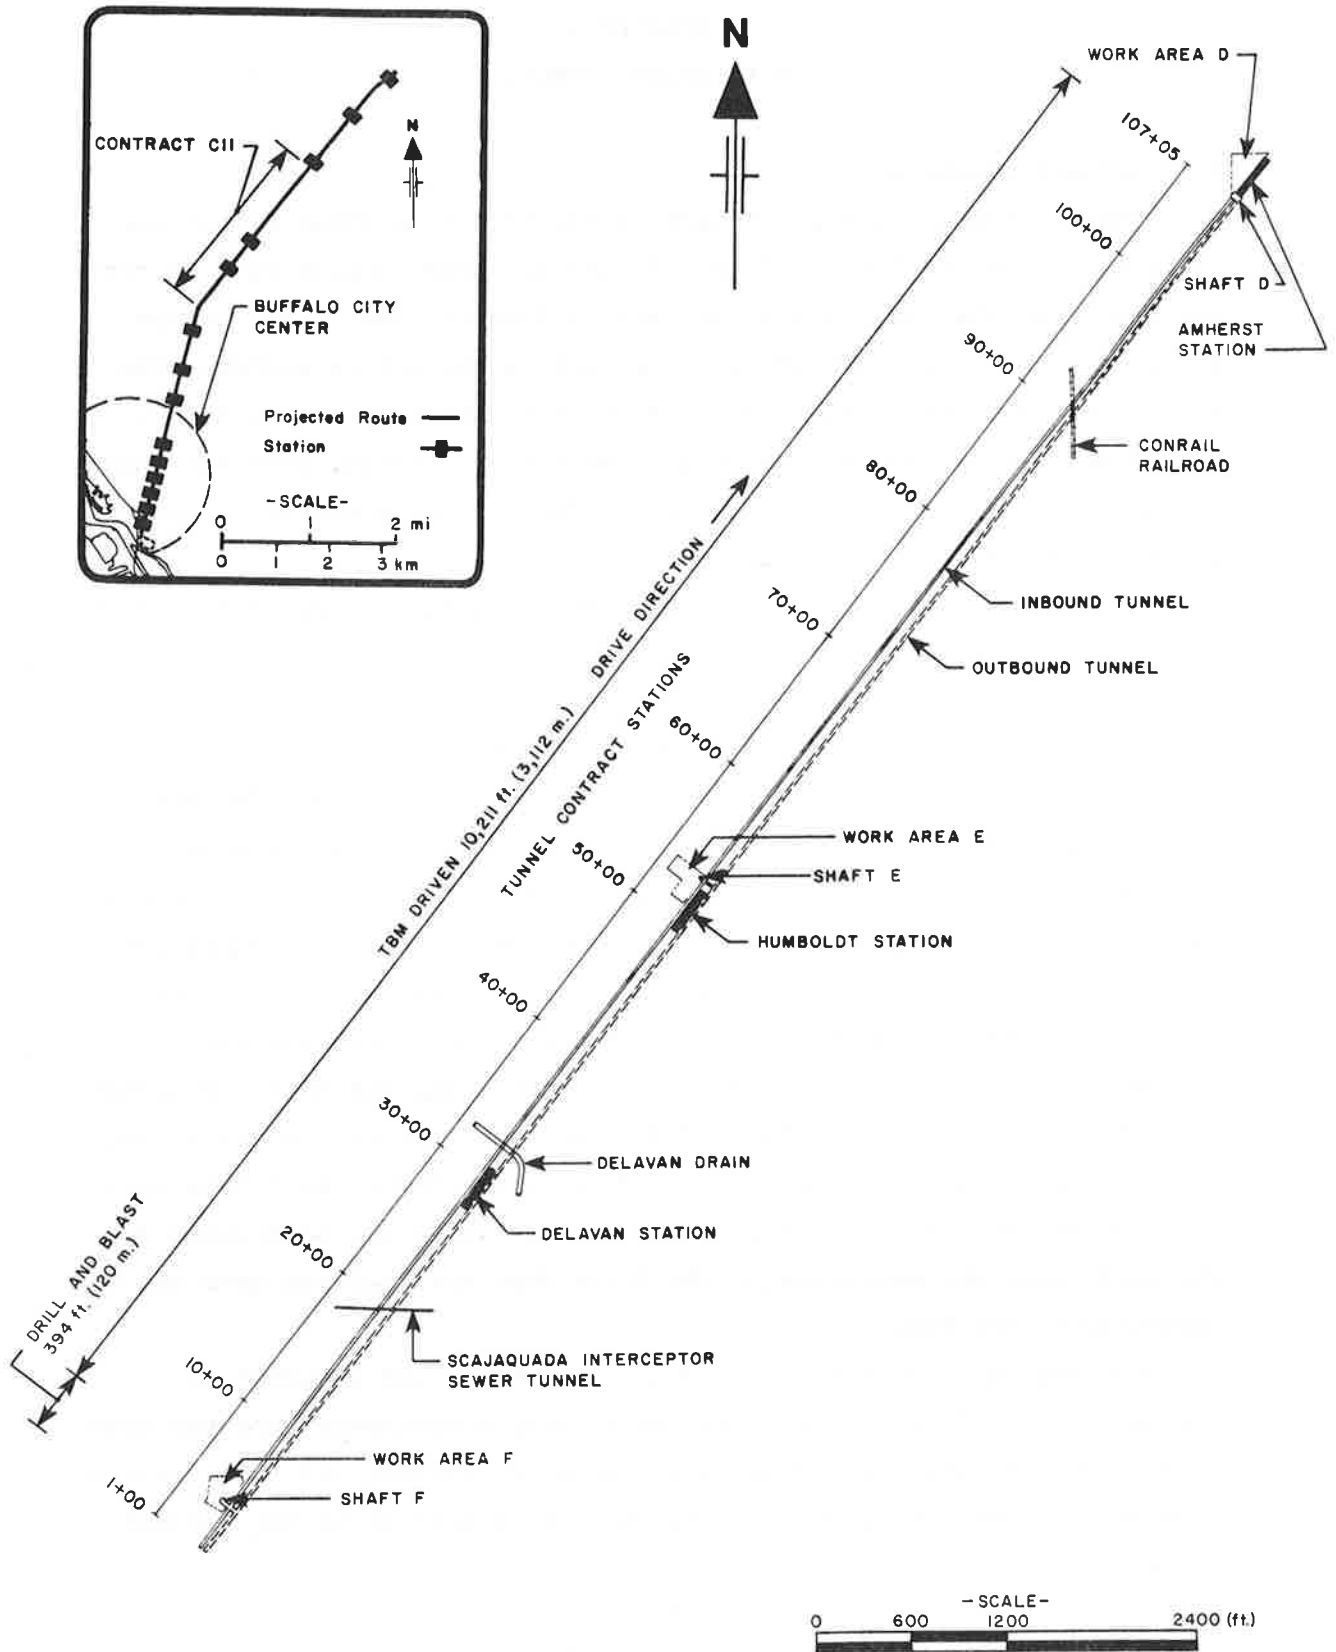 CONTRACT C11
N
BUFFALO CITY
CENTER
Projected Route
Station
-SCALE-
0 1 2 mi
0 1 2 3 km
N
WORK AREA D
107+05
100+00
SHAFT D
AMHERST
STATION
90+00
CONRAIL
RAILROAD
80+00
INBOUND TUNNEL
OUTBOUND TUNNEL
70+00
DRIVE DIRECTION
TBM DRIVEN 10,211 ft. (3,112 m.)
TUNNEL CONTRACT STATIONS
60+00
WORK AREA E
SHAFT E
50+00
HUMBOLDT STATION
40+00
30+00
DELAVAN DRAIN
DELAVAN STATION
20+00
DRILL AND BLAST
394 ft. (120 m.)
SCAJAQUADA INTERCEPTOR
SEWER TUNNEL
10+00
WORK AREA F
SHAFT F
1+00
-SCALE-
0 600 1200 2400 (ft.)